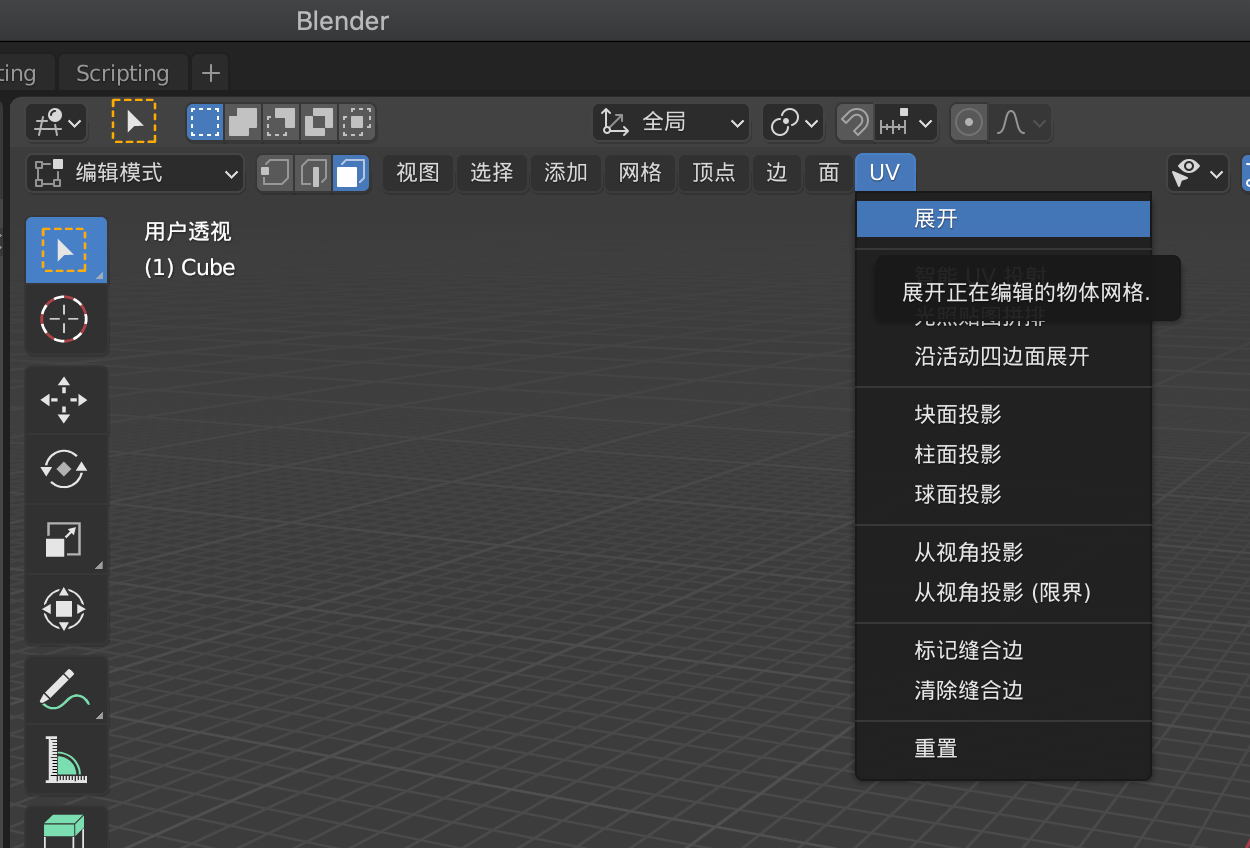 Blender
ting Scripting +
全局
编辑模式 视图 选择 添加 网格 顶点 边 面 UV
用户透视
(1) Cube
展开
智能 UV 投射
展开正在编辑的物体网格.
光照贴图拼排
沿活动四边面展开
块面投影
柱面投影
球面投影
从视角投影
从视角投影 (限界)
标记缝合边
清除缝合边
重置